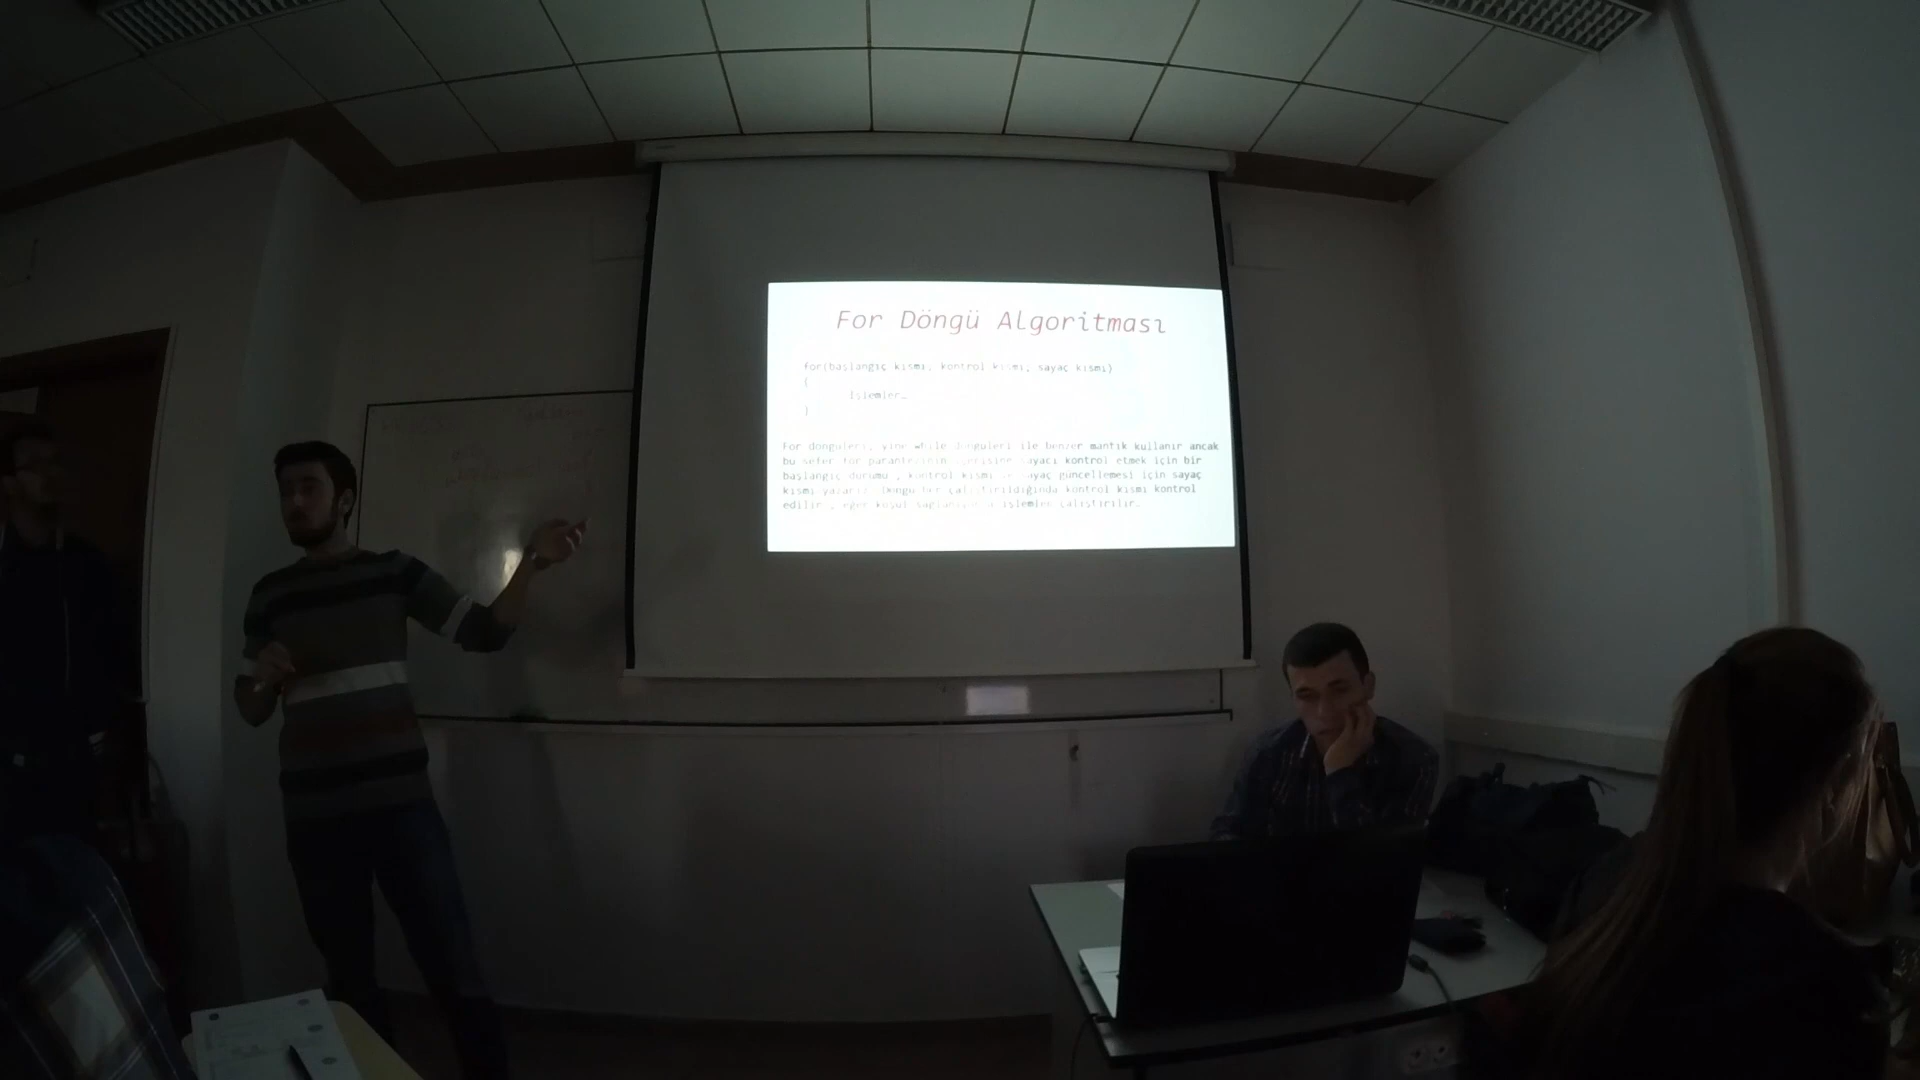 For Döngü Algoritması
for(başlangıç kısmı, kontrol kısmı, sayaç kısmı)
{
İşlemler…
}
For döngüleri, yine while döngüleri ile benzer mantık kullanır ancak
bu sefer for parantezinin içerisine sayacı kontrol etmek için bir
başlangıç durumu , kontrol kısmı ve sayaç güncellemesi için sayaç
kısmı yazarız. Döngü her çalıştırıldığında kontrol kısmı kontrol
edilir , eğer koşul sağlanıyorsa işlemler çalıştırılır.